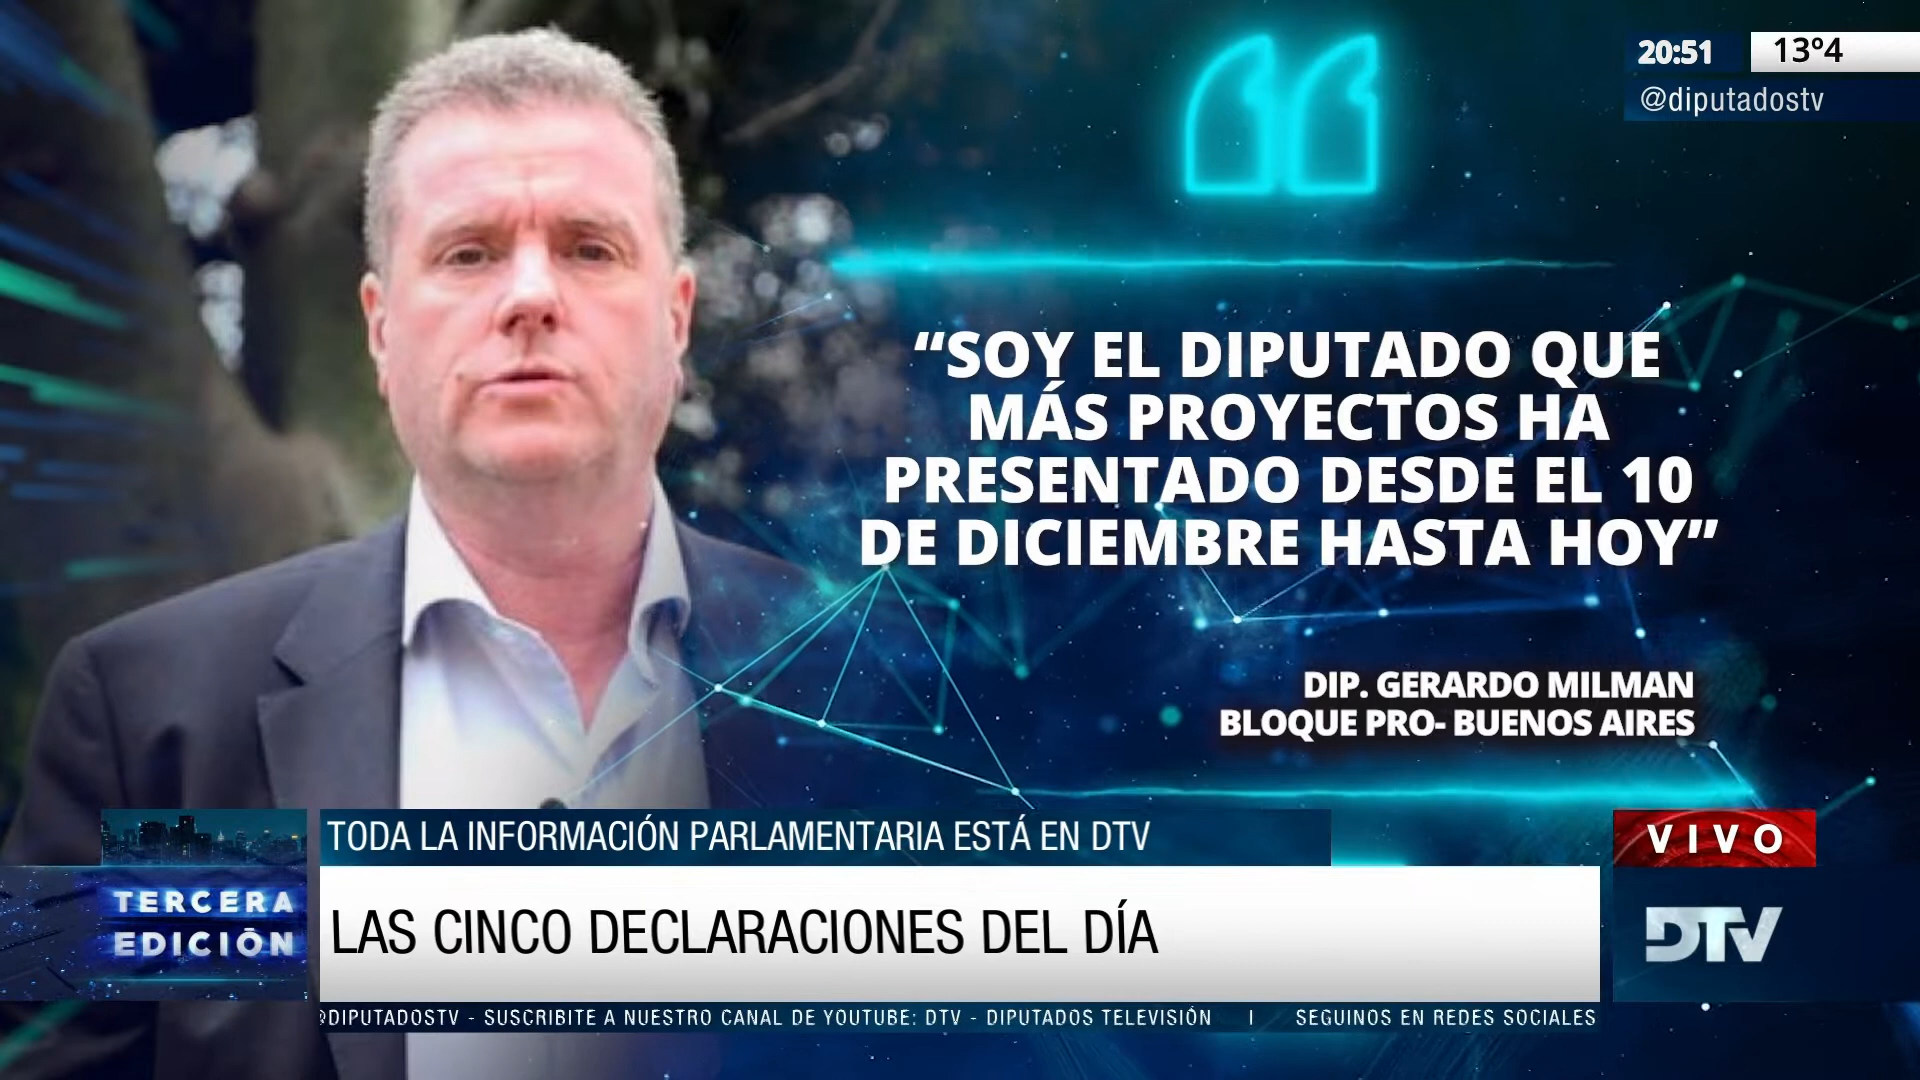 20:51 13º4
@diputadostv
“SOY EL DIPUTADO QUE
MÁS PROYECTOS HA
PRESENTADO DESDE EL 10
DE DICIEMBRE HASTA HOY”
DIP. GERARDO MILMAN
BLOQUE PRO- BUENOS AIRES
TODA LA INFORMACIÓN PARLAMENTARIA ESTÁ EN DTV
VIVO
TERCERA
EDICIÓN
LAS CINCO DECLARACIONES DEL DÍA
DTV
@DIPUTADOSTV - SUSCRIBITE A NUESTRO CANAL DE YOUTUBE: DTV - DIPUTADOS TELEVISIÓN | SEGUINOS EN REDES SOCIALES